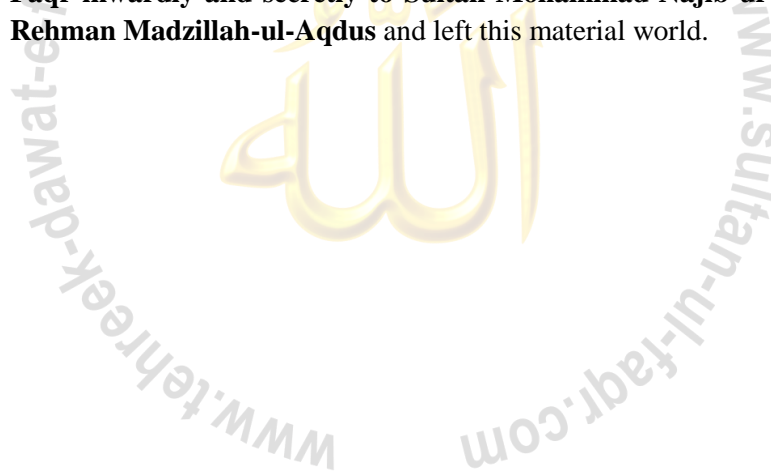 Faqr inwardly and secretly to Sultan Mohammad Najib ur
Rehman Madzillah-ul-Aqdus and left this material world.
الله
www.tehreek-dawat-e
w.sultan-ul-faqr.com